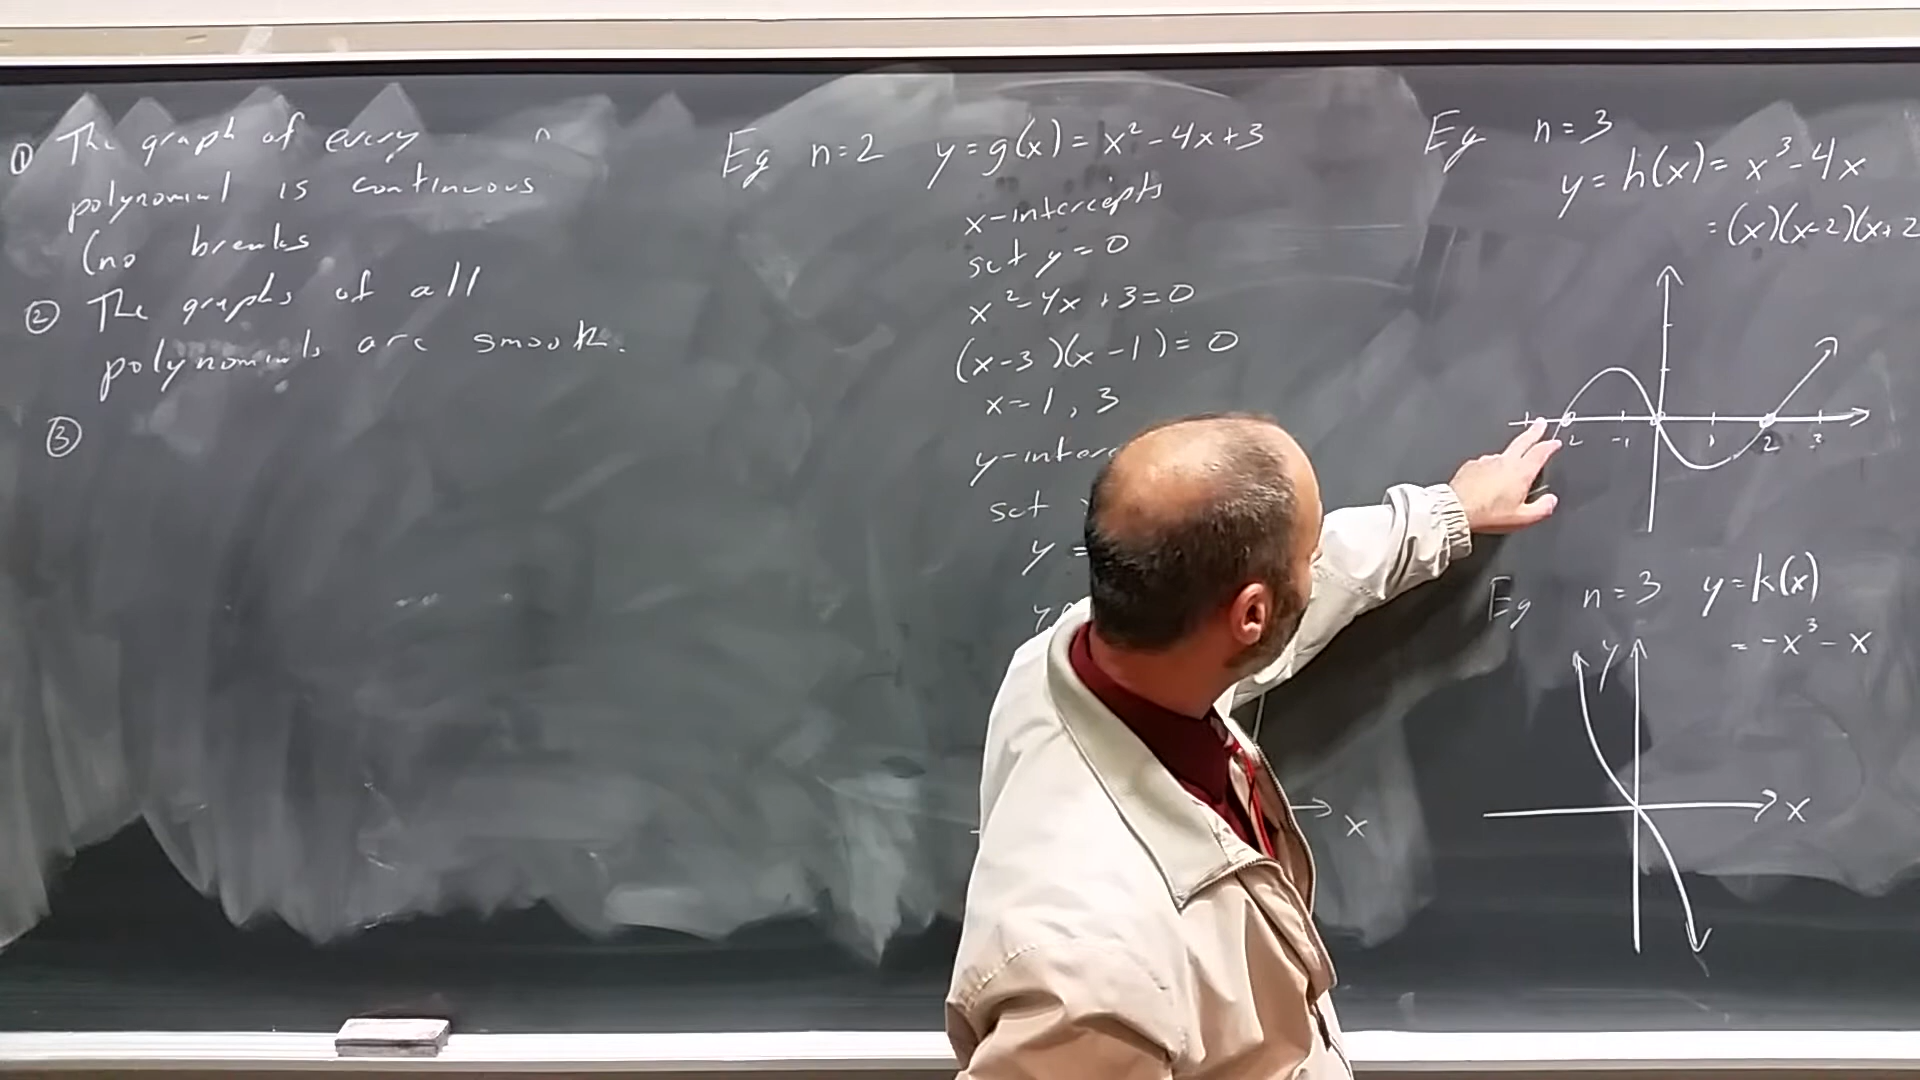 ① The graph of every
polynomial is continuous
(no breaks
② The graphs of all
polynomials are smooth.
③
Eg n=2 y=g(x)=x²-4x+3
x-intercepts
set y=0
x²-4x+3=0
(x-3)(x-1)=0
x=1, 3
y-interc
set
y =
x
Eg n=3
y=h(x)=x³-4x
=(x)(x-2)(x+2
-1 1 2 3
Eg n=3 y=k(x)
= -x³-x
y
x